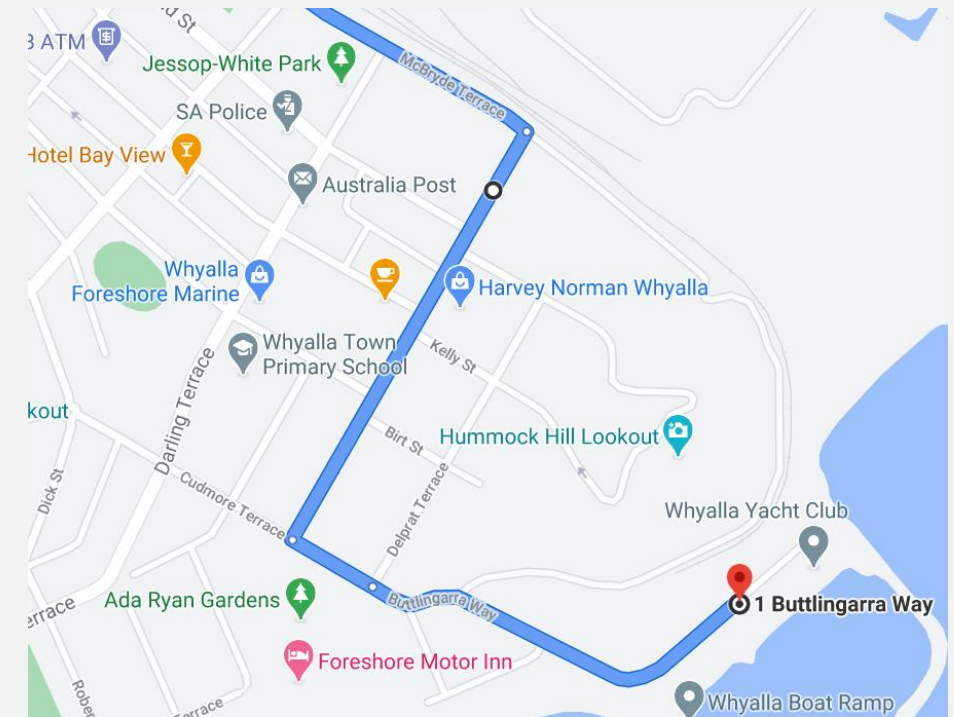 3 ATM
Jessop-White Park
McBryde Terrace
SA Police
Hotel Bay View
Australia Post
Whyalla
Foreshore Marine
Harvey Norman Whyalla
Whyalla Town
Primary School
Kelly St
kout
Darling Terrace
Birt St
Hummock Hill Lookout
Dick St
Cudmore Terrace
Delprat Terrace
Whyalla Yacht Club
Ada Ryan Gardens
Buttlingarra Way
1 Buttlingarra Way
Foreshore Motor Inn
Whyalla Boat Ramp